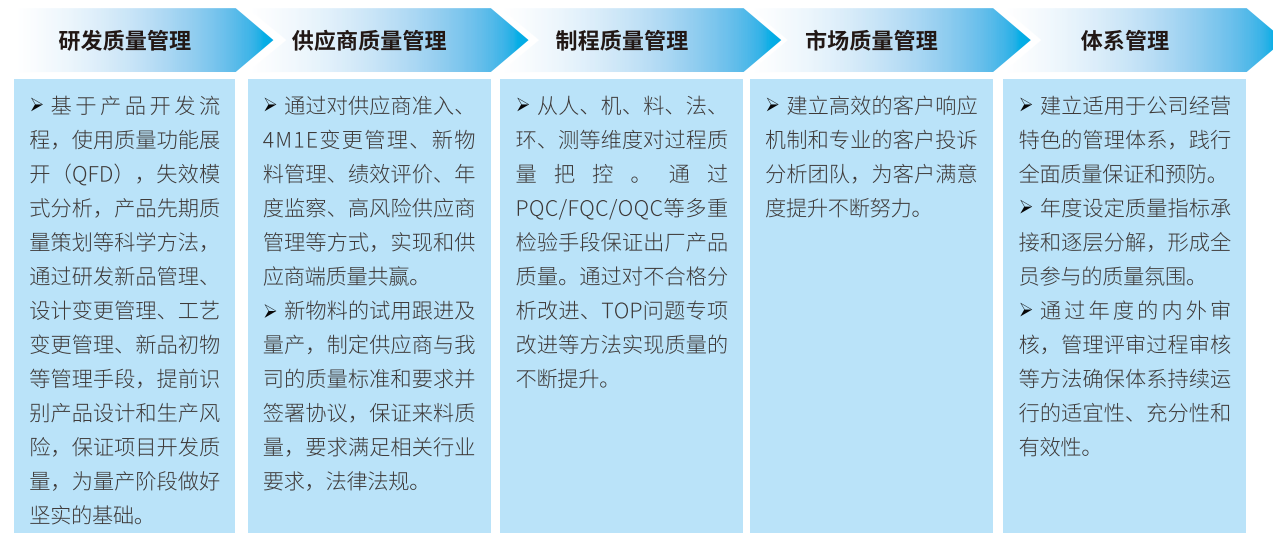 研发质量管理
➢ 基于产品开发流
程，使用质量功能展
开（QFD），失效模
式分析，产品先期质
量策划等科学方法，
通过研发新品管理、
设计变更管理、工艺
变更管理、新品初物
等管理手段，提前识
别产品设计和生产风
险，保证项目开发质
量，为量产阶段做好
坚实的基础。
供应商质量管理
➢ 通过对供应商准入、
4M1E变更管理、新物
料管理、绩效评价、年
度监察、高风险供应商
管理等方式，实现和供
应商端质量共赢。
➢ 新物料的试用跟进及
量产，制定供应商与我
司的质量标准和要求并
签署协议，保证来料质
量，要求满足相关行业
要求，法律法规。
制程质量管理
➢ 从人、机、料、法、
环、测等维度对过程质
量把控。通过
PQC/FQC/OQC等多重
检验手段保证出厂产品
质量。通过对不合格分
析改进、TOP问题专项
改进等方法实现质量的
不断提升。
市场质量管理
➢ 建立高效的客户响应
机制和专业的客户投诉
分析团队，为客户满意
度提升不断努力。
体系管理
➢ 建立适用于公司经营
特色的管理体系，践行
全面质量保证和预防。
➢ 年度设定质量指标承
接和逐层分解，形成全
员参与的质量氛围。
➢ 通过年度的内外审
核，管理评审过程审核
等方法确保体系持续运
行的适宜性、充分性和
有效性。